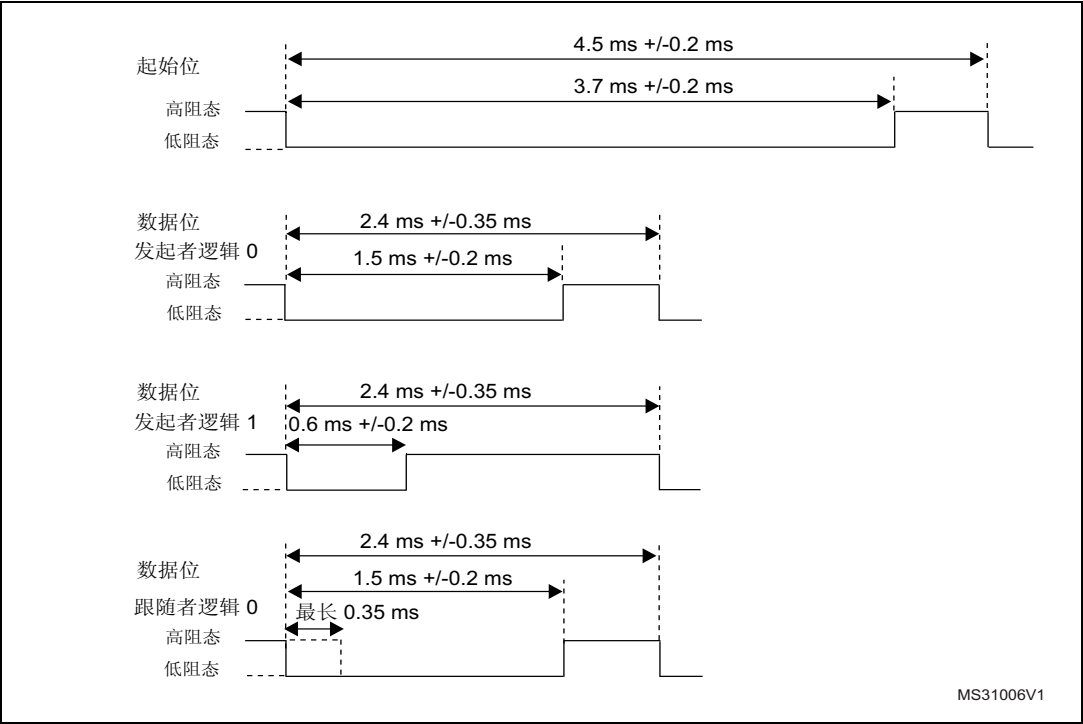 4.5 ms +/-0.2 ms
起始位
3.7 ms +/-0.2 ms
高阻态
低阻态
数据位
2.4 ms +/-0.35 ms
发起者逻辑 0
1.5 ms +/-0.2 ms
高阻态
低阻态
数据位
2.4 ms +/-0.35 ms
发起者逻辑 1
0.6 ms +/-0.2 ms
高阻态
低阻态
2.4 ms +/-0.35 ms
数据位
1.5 ms +/-0.2 ms
跟随者逻辑 0
最长 0.35 ms
高阻态
低阻态
MS31006V1